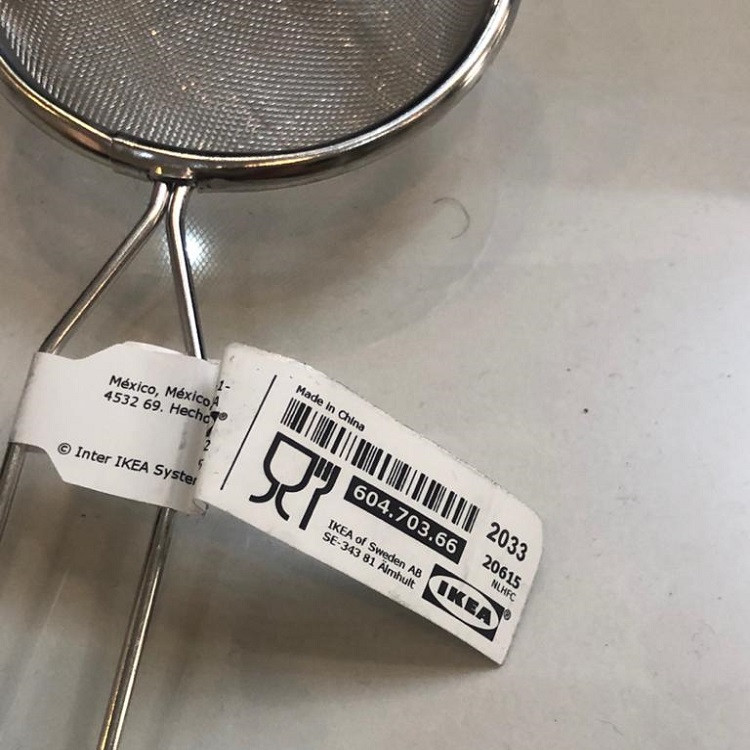 México, México
4532 69. Hecho
© Inter IKEA System
Made in China
604.703.66
2033
20615
NLHFC
IKEA of Sweden AB
SE-343 81 Älmhult
IKEA®